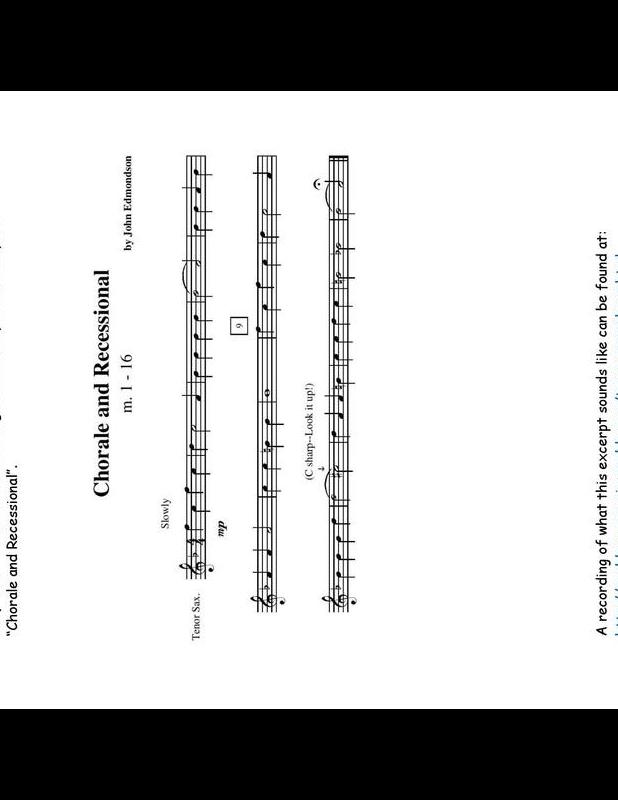 “Chorale and Recessional”.
Chorale and Recessional
m. 1 - 16
by John Edmondson
Slowly
Tenor Sax.
mp
9
(C sharp--Look it up!)
A recording of what this excerpt sounds like can be found at: